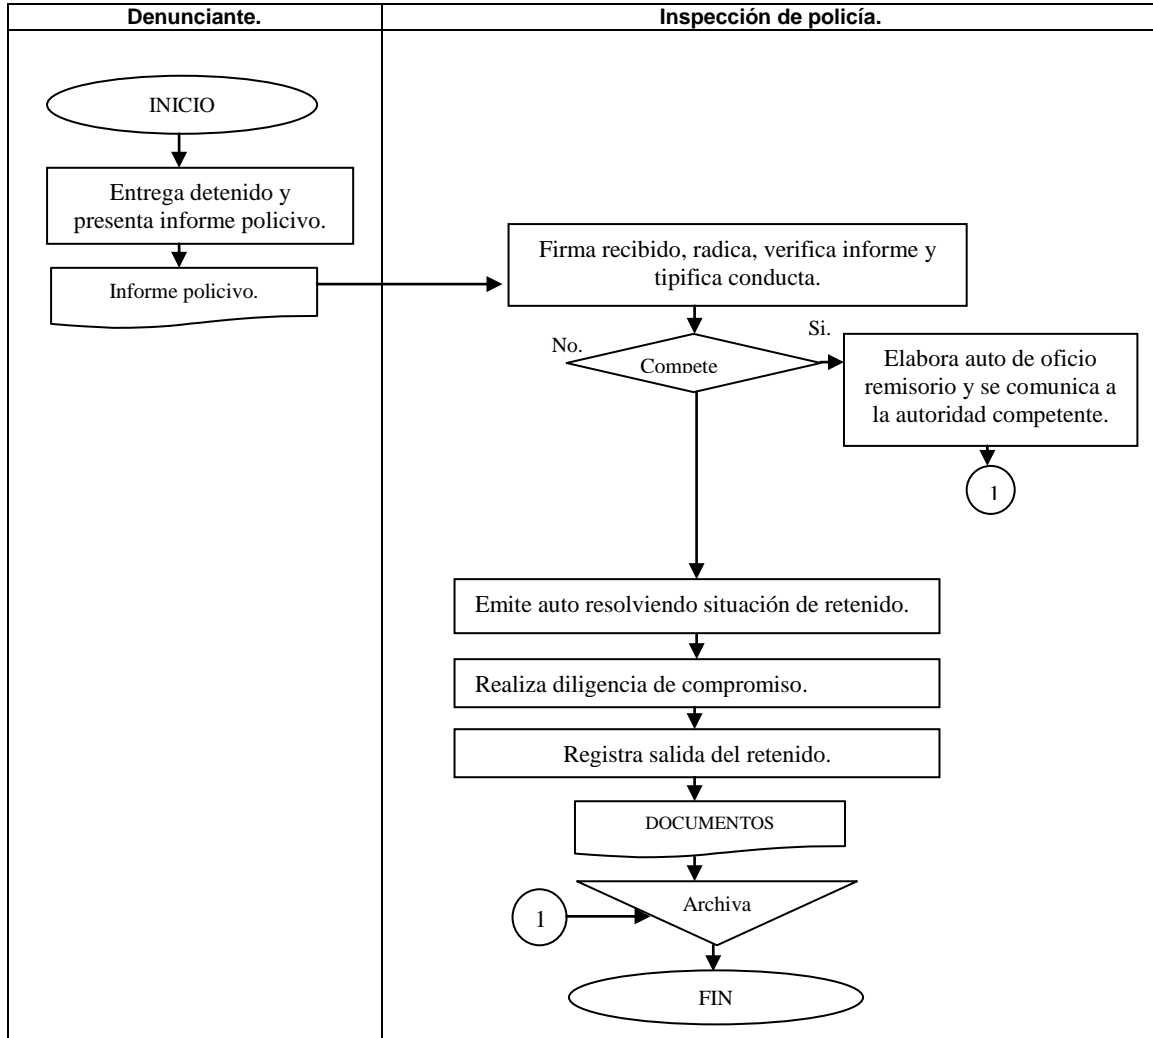 Denunciante.
Inspección de policía.
INICIO
Entrega detenido y
presenta informe policivo.
Informe policivo.
Firma recibido, radica, verifica informe y
tipifica conducta.
No.
Compete
Si.
Elabora auto de oficio
remisorio y se comunica a
la autoridad competente.
1
Emite auto resolviendo situación de retenido.
Realiza diligencia de compromiso.
Registra salida del retenido.
DOCUMENTOS
1
Archiva
FIN